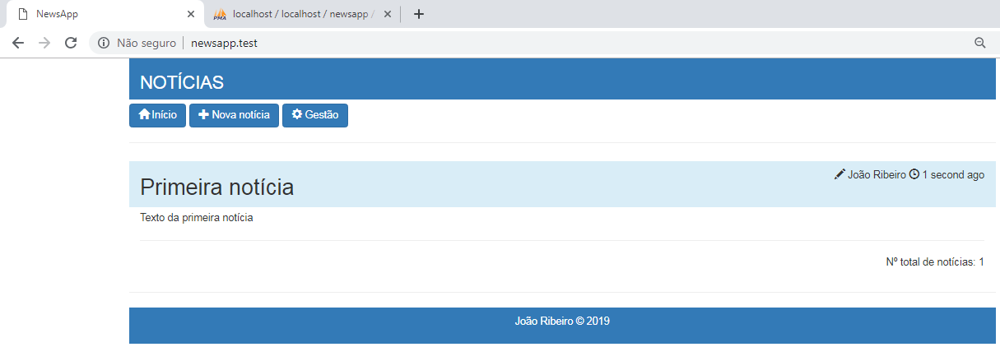 NewsApp
PMA localhost / localhost / newsapp /
Não seguro newsapp.test
NOTÍCIAS
Início Nova notícia Gestão
Primeira notícia
João Ribeiro 1 second ago
Texto da primeira notícia
Nº total de notícias: 1
João Ribeiro © 2019